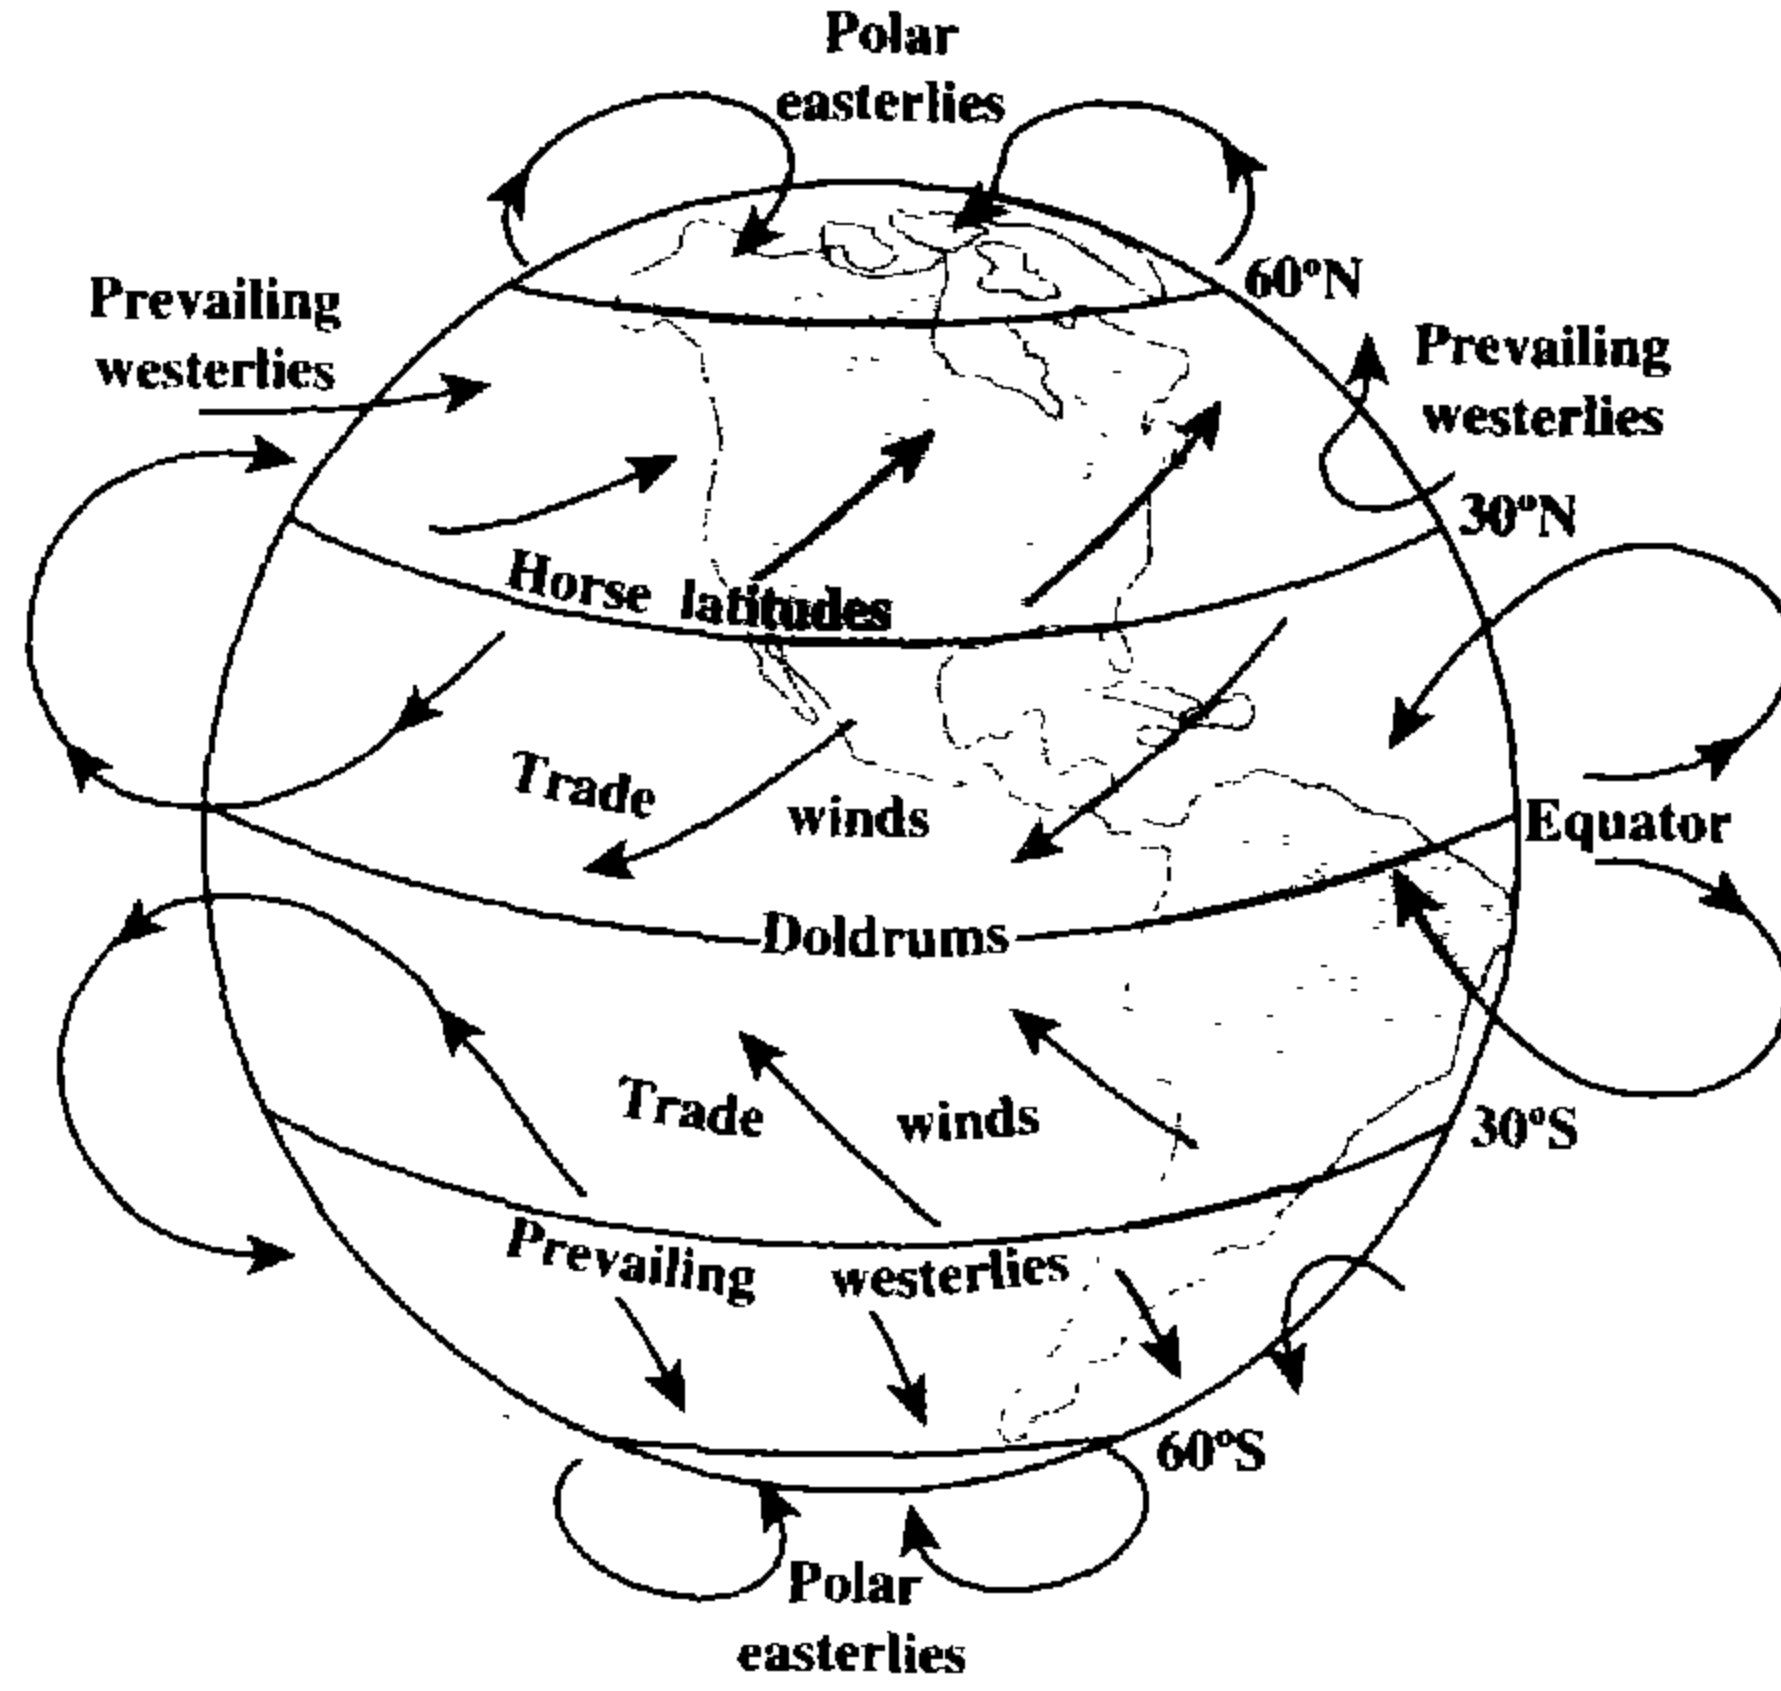 Polar
easterlies
60°N
Prevailing
westerlies
Prevailing
westerlies
30°N
Horse latitudes
Trade winds
Equator
Doldrums
Trade winds
30°S
Prevailing westerlies
60°S
Polar
easterlies